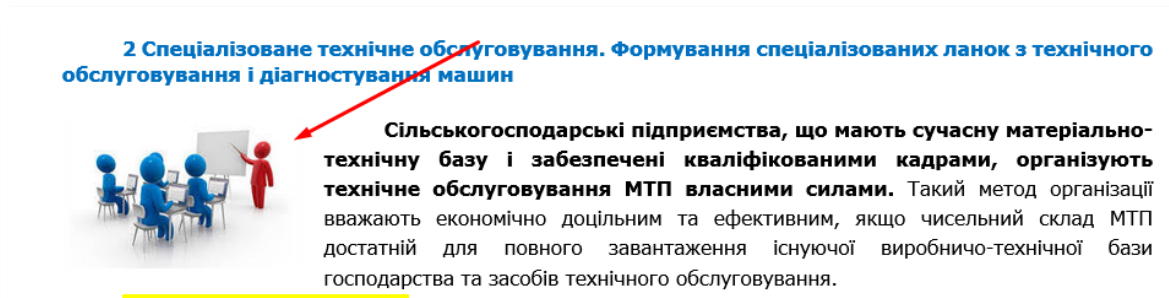 2 Спеціалізоване технічне обслуговування. Формування спеціалізованих ланок з технічного
обслуговування і діагностування машин
Сільськогосподарські підприємства, що мають сучасну матеріально-
технічну базу і забезпечені кваліфікованими кадрами, організують
технічне обслуговування МТП власними силами. Такий метод організації
вважають економічно доцільним та ефективним, якщо чисельний склад МТП
достатній для повного завантаження існуючої виробничо-технічної бази
господарства та засобів технічного обслуговування.